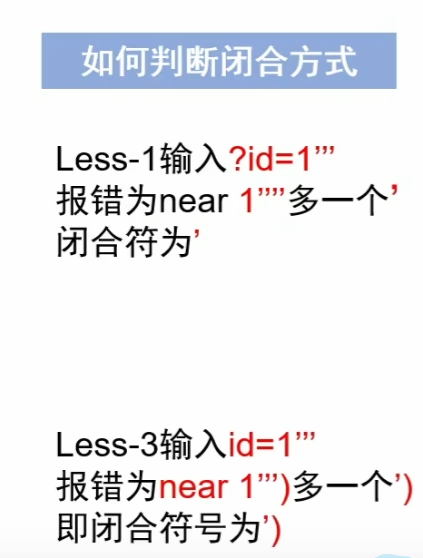 如何判断闭合方式
Less-1输入?id=1’’’
报错为near 1’’’’多一个’
闭合符为’
Less-3输入id=1’’’
报错为near 1’’’)多一个’)
即闭合符号为’)